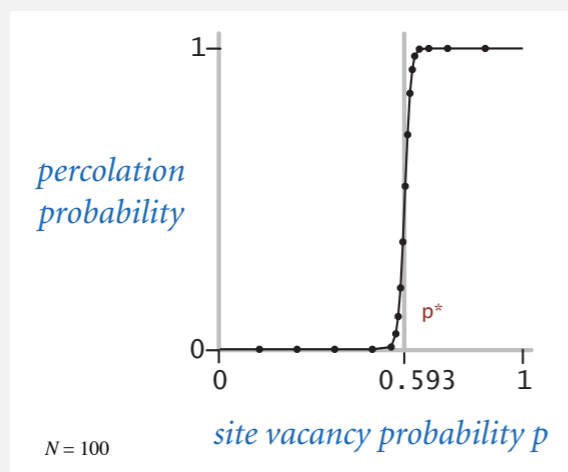 1
percolation
probability
p*
0
0 0.593 1
site vacancy probability p
N = 100